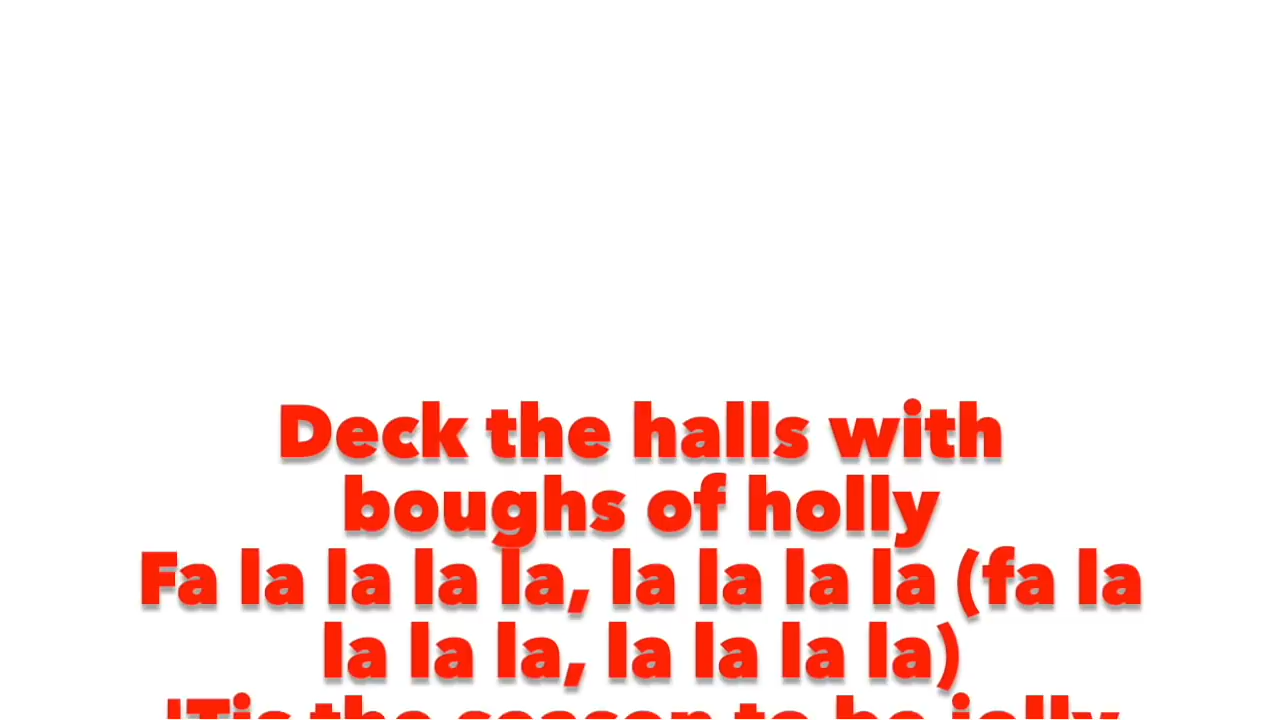 Deck the halls with
boughs of holly
Fa la la la la, la la la la (fa la
la la la, la la la la)
'Tis the season to be jolly